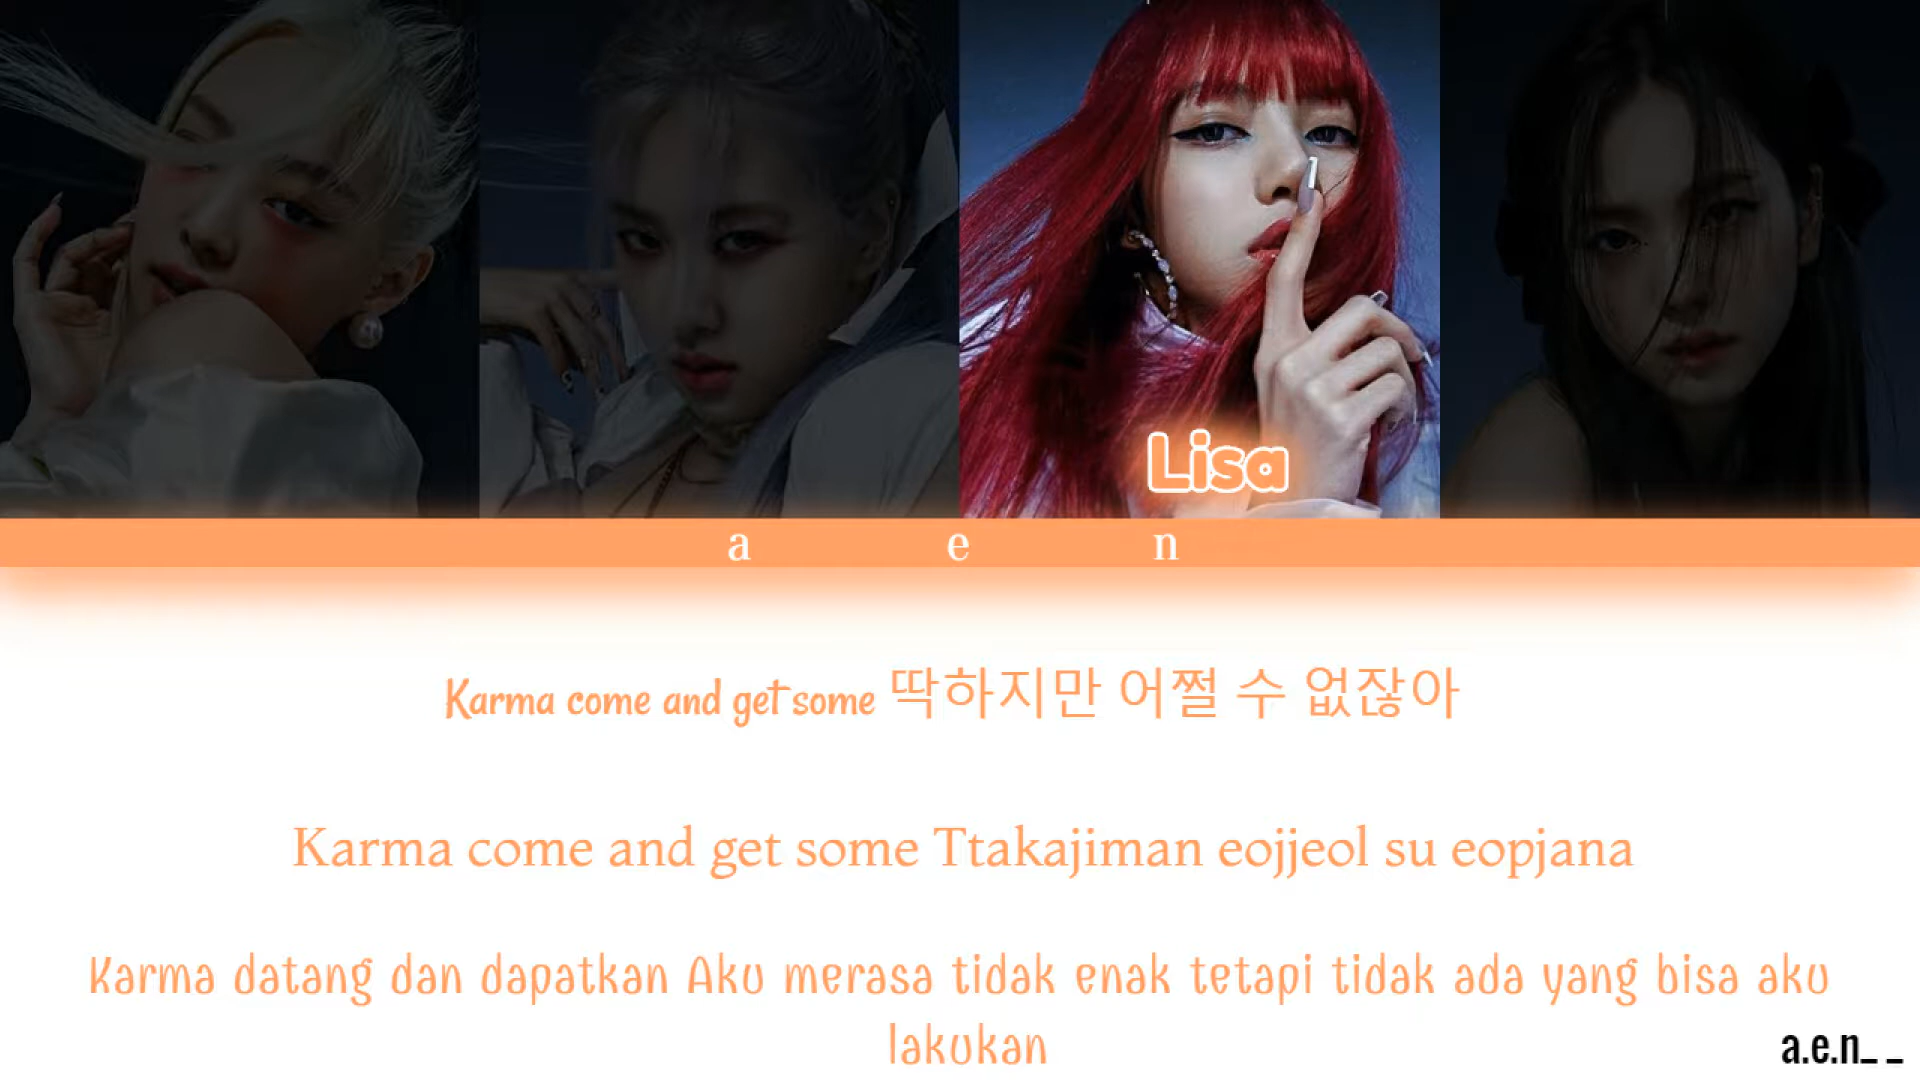 Lisa
a e n
Karma come and get some 딱하지만 어쩔 수 없잖아
Karma come and get some Ttakajiman eojjeol su eopjana
Karma datang dan dapatkan Aku merasa tidak enak tetapi tidak ada yang bisa aku
lakukan
a.e.n_ _